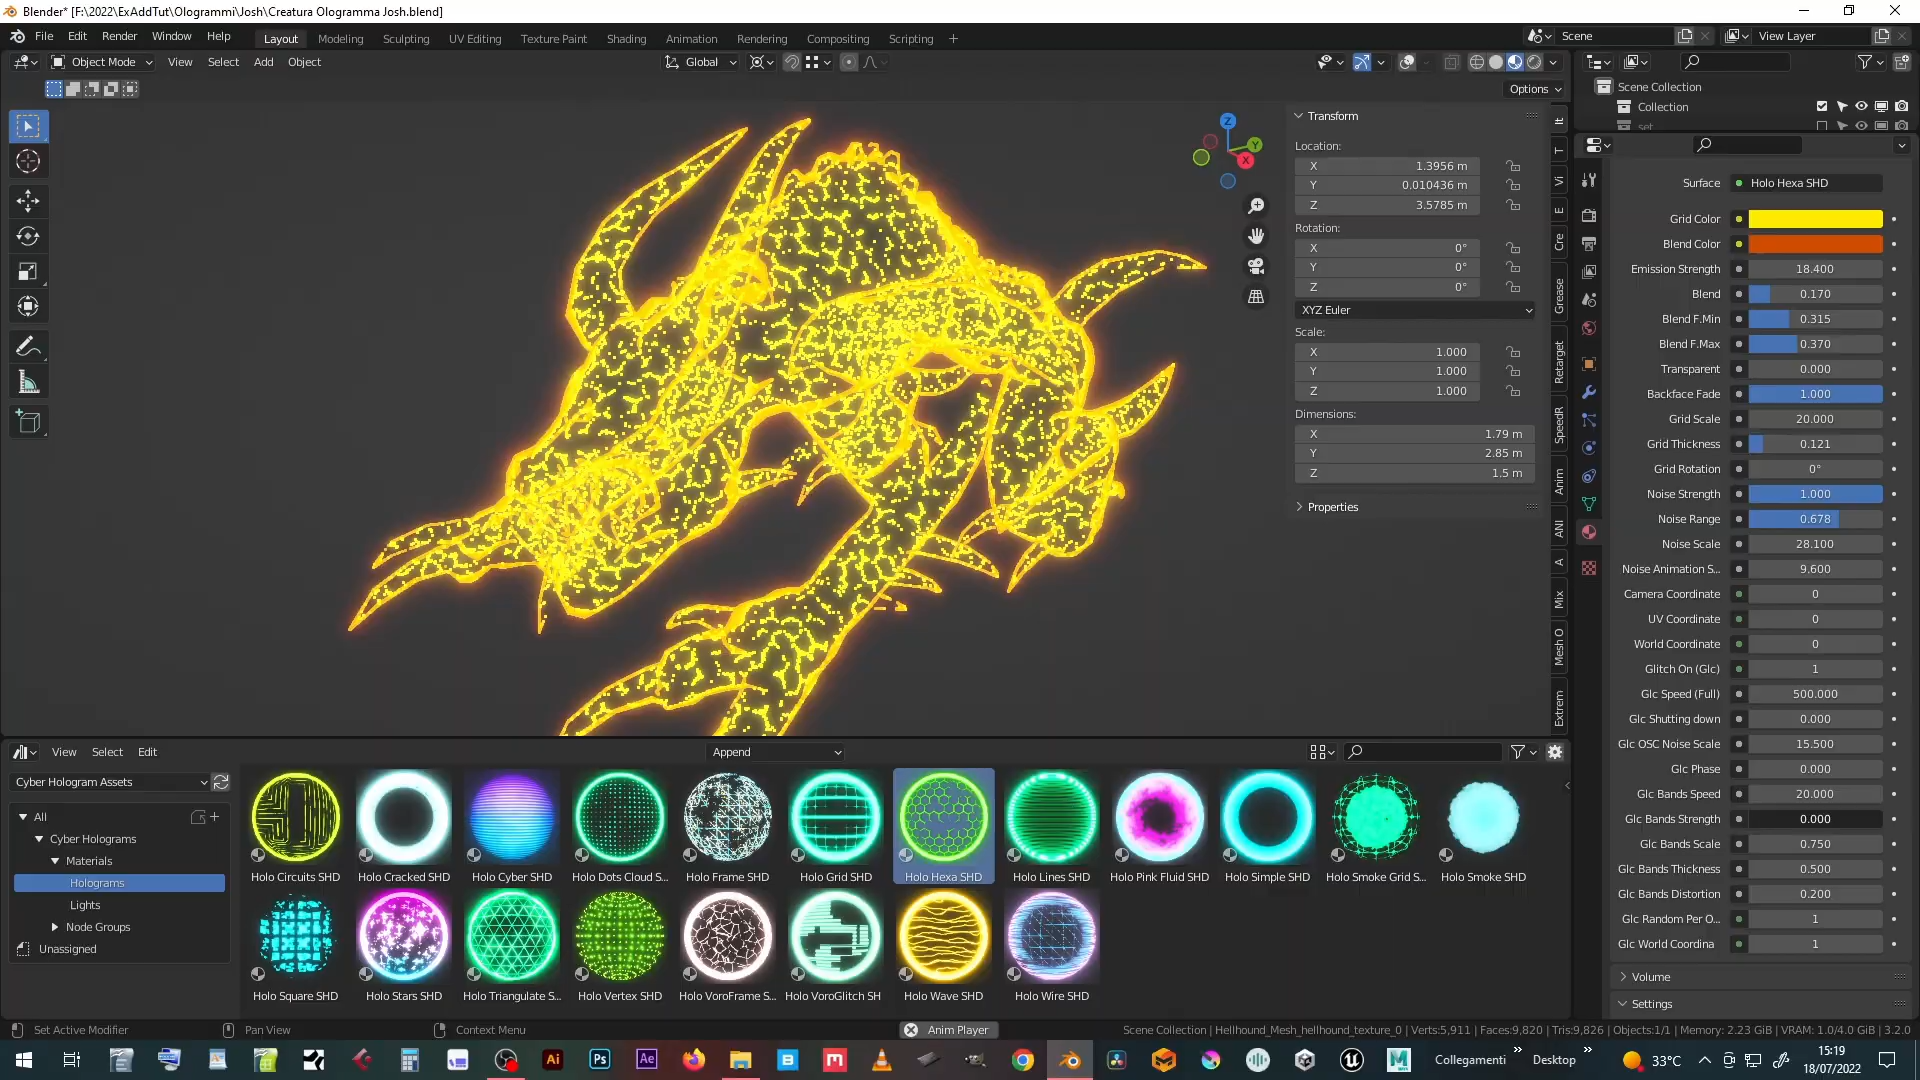 Blender* [F:\2022\ExAddTut\Ologrammi\Josh\Creatura Ologramma Josh.blend]
File Edit Render Window Help
Layout Modeling Sculpting UV Editing Texture Paint Shading Animation Rendering Compositing Scripting +
Scene
View Layer
Object Mode View Select Add Object
Global
Options
Scene Collection
Collection
set
Transform
Location:
X 1.3956 m
Y 0.010436 m
Z 3.5785 m
Rotation:
X 0°
Y 0°
Z 0°
XYZ Euler
Scale:
X 1.000
Y 1.000
Z 1.000
Dimensions:
X 1.79 m
Y 2.85 m
Z 1.5 m
Properties
Z
Y
X
It
T
Vi
E
Cre
Grease
Retarget
SpeedR
Anim
ANI
A
Mix
Mesh O
Extrem
Surface Holo Hexa SHD
Grid Color
Blend Color
Emission Strength 18.400
Blend 0.170
Blend F.Min 0.315
Blend F.Max 0.370
Transparent 0.000
Backface Fade 1.000
Grid Scale 20.000
Grid Thickness 0.121
Grid Rotation 0°
Noise Strength 1.000
Noise Range 0.678
Noise Scale 28.100
Noise Animation S... 9.600
Camera Coordinate 0
UV Coordinate 0
World Coordinate 0
Glitch On (Glc) 1
Glc Speed (Full) 500.000
Glc Shutting down 0.000
Glc OSC Noise Scale 15.500
Glc Phase 0.000
Glc Bands Speed 20.000
Glc Bands Strength 0.000
Glc Bands Scale 0.750
Glc Bands Thickness 0.500
Glc Bands Distortion 0.200
Glc Random Per O... 1
Glc World Coordina 1
Volume
Settings
View Select Edit
Append
Cyber Hologram Assets
All
Cyber Holograms
Materials
Holograms
Lights
Node Groups
Unassigned
Holo Circuits SHD Holo Cracked SHD Holo Cyber SHD Holo Dots Cloud S... Holo Frame SHD Holo Grid SHD Holo Hexa SHD Holo Lines SHD Holo Pink Fluid SHD Holo Simple SHD Holo Smoke Grid S... Holo Smoke SHD
Holo Square SHD Holo Stars SHD Holo Triangulate S... Holo Vertex SHD Holo VoroFrame S... Holo VoroGlitch SH Holo Wave SHD Holo Wire SHD
Set Active Modifier Pan View Context Menu
Anim Player
Scene Collection | Hellhound_Mesh_hellhound_texture_0 | Verts:5,911 | Faces:9,820 | Tris:9,826 | Objects:1/1 | Memory: 2.23 GiB | VRAM: 1.0/4.0 GiB | 3.2.0
Ai Ps Ae
Collegamenti »
Desktop »
33°C
15:19
18/07/2022